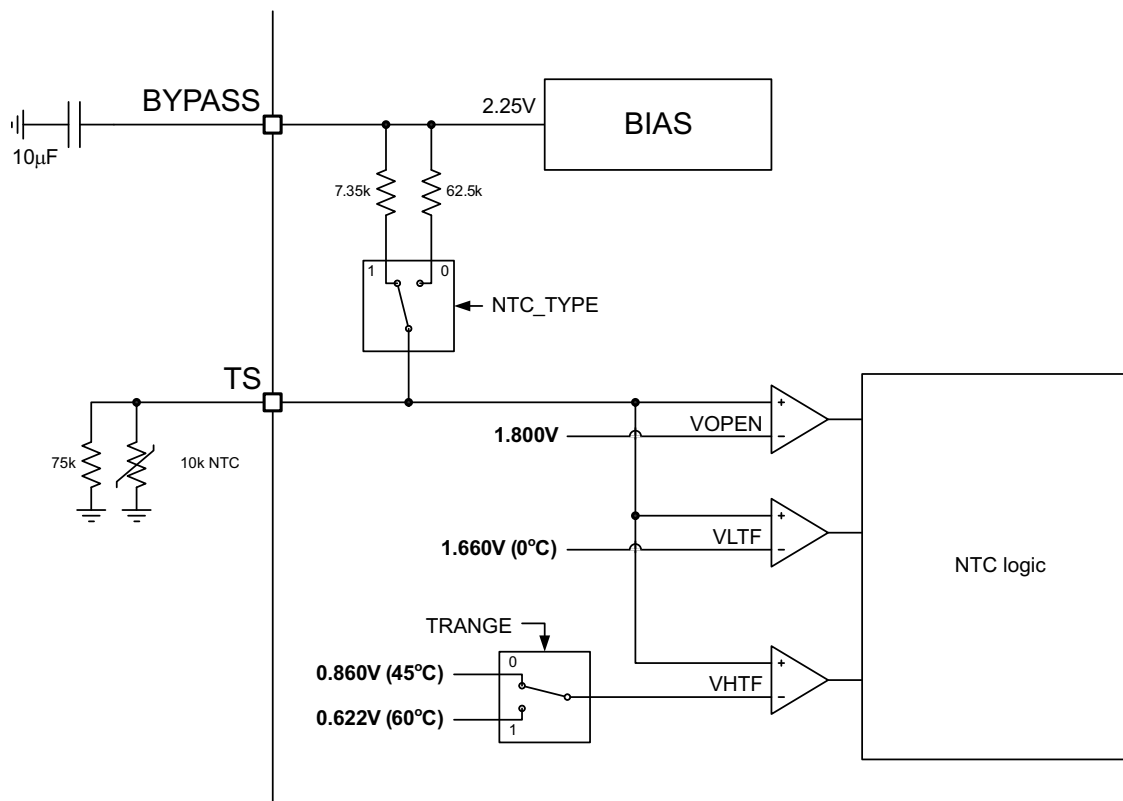 BYPASS
2.25V
BIAS
10μF
7.35k
62.5k
1
0
NTC_TYPE
TS
75k
10k NTC
+
VOPEN
1.800V
−
+
VLTF
1.660V (0°C)
−
NTC logic
TRANGE
0
0.860V (45°C)
+
VHTF
−
0.622V (60°C)
1